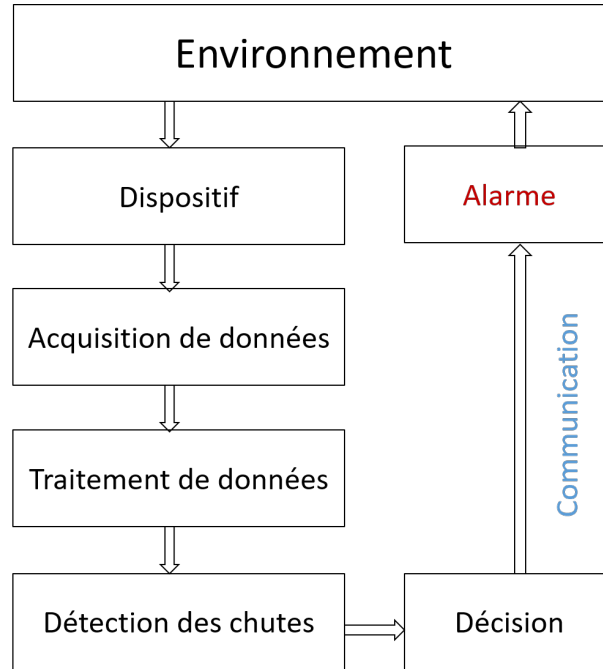 Environnement
Dispositif
Alarme
Acquisition de données
Communication
Traitement de données
Détection des chutes
Décision